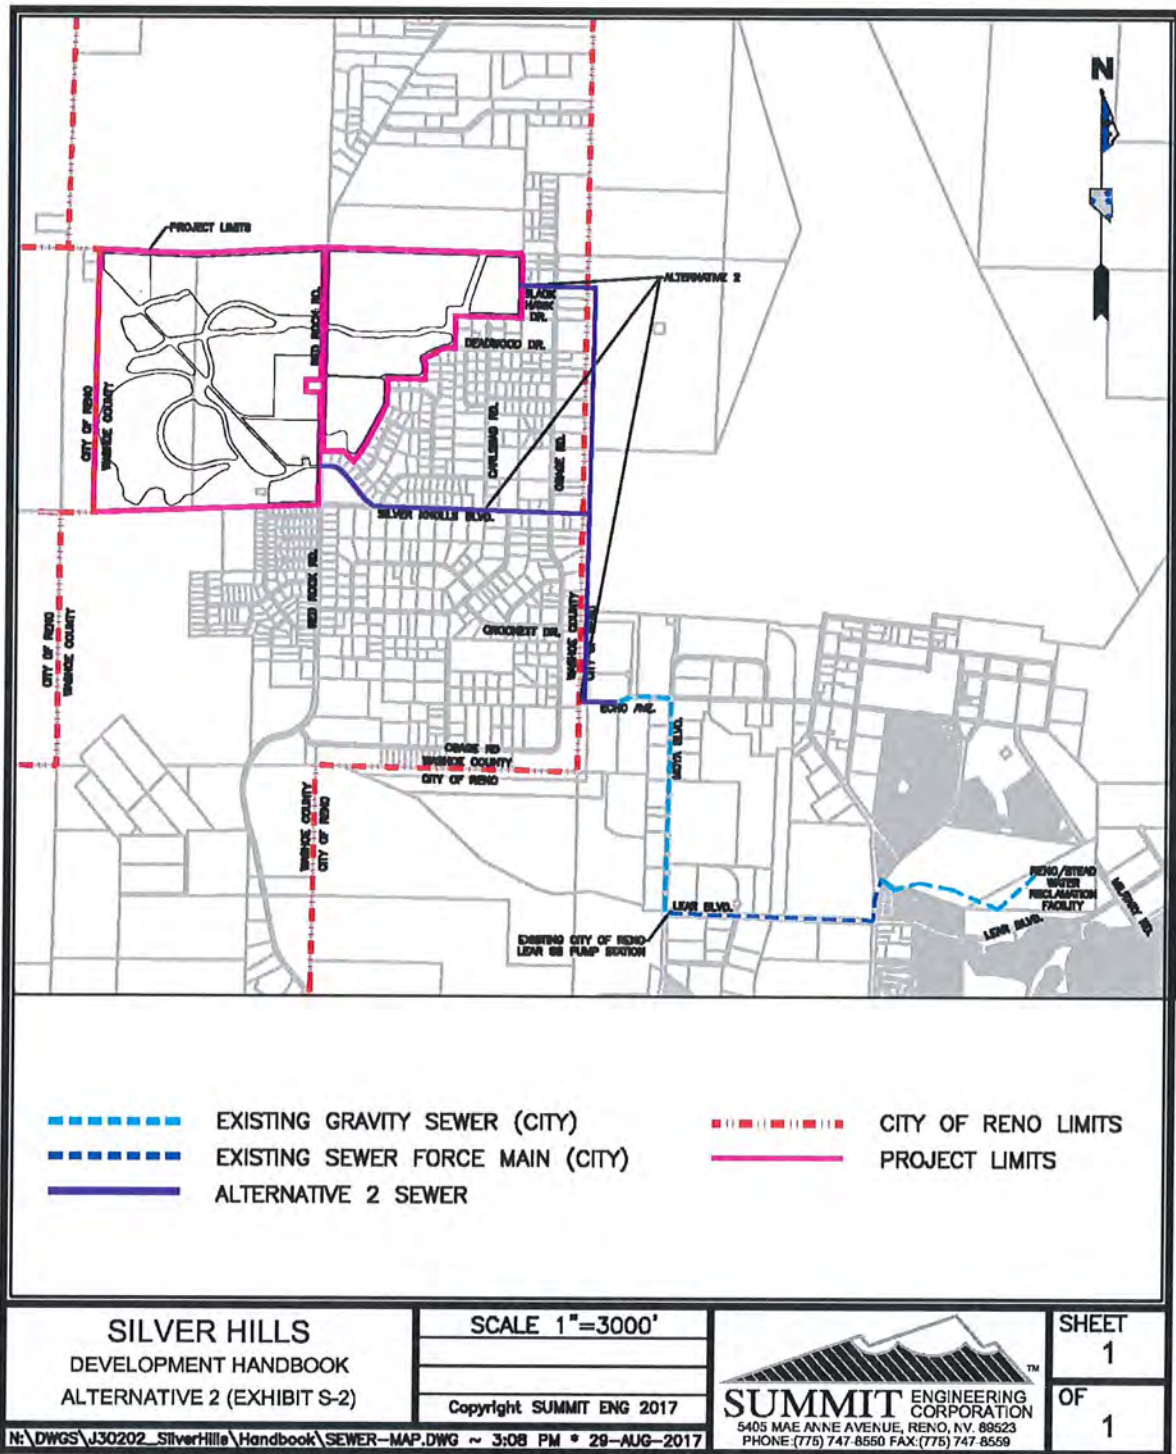 N
PROJECT LIMITS
ALTERNATIVE 2
BLACK
HAWK
DR.
DEADWOOD DR.
RED ROCK RD.
CARLSBAD RD.
OSAGE RD.
CITY OF RENO
WASHOE COUNTY
SILVER KNOLLS BLVD.
RED ROCK RD.
CROCKETT DR.
WASHOE COUNTY
CITY OF RENO
CITY OF RENO
WASHOE COUNTY
ECHO AVE.
MOYA BLVD.
OSAGE RD
WASHOE COUNTY
CITY OF RENO
WASHOE COUNTY
CITY OF RENO
RENO/STEAD
WATER
RECLAMATION
FACILITY
MILITARY RD.
LEAR BLVD.
LEAR BLVD.
EXISTING CITY OF RENO
LEAR SS PUMP STATION
EXISTING GRAVITY SEWER (CITY)
EXISTING SEWER FORCE MAIN (CITY)
ALTERNATIVE 2 SEWER
CITY OF RENO LIMITS
PROJECT LIMITS
SILVER HILLS
DEVELOPMENT HANDBOOK
ALTERNATIVE 2 (EXHIBIT S-2)
SCALE 1"=3000'
Copyright SUMMIT ENG 2017
TM
SUMMIT ENGINEERING
CORPORATION
5405 MAE ANNE AVENUE, RENO, NV. 89523
PHONE:(775) 747-8550 FAX:(775) 747-8559
SHEET
1
OF
1
N:\DWGS\J30202_SilverHills\Handbook\SEWER-MAP.DWG ~ 3:08 PM * 29-AUG-2017